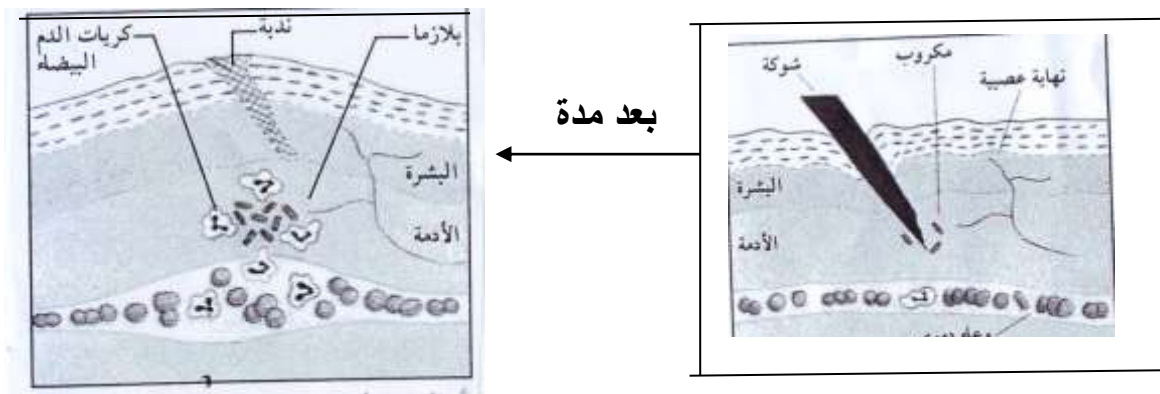 شوكة
مكروب
نهاية عصبية
البشرة
الأدمة
بعد مدة
كريات الدم
البيضاء
ندبة
بلازما
البشرة
الأدمة